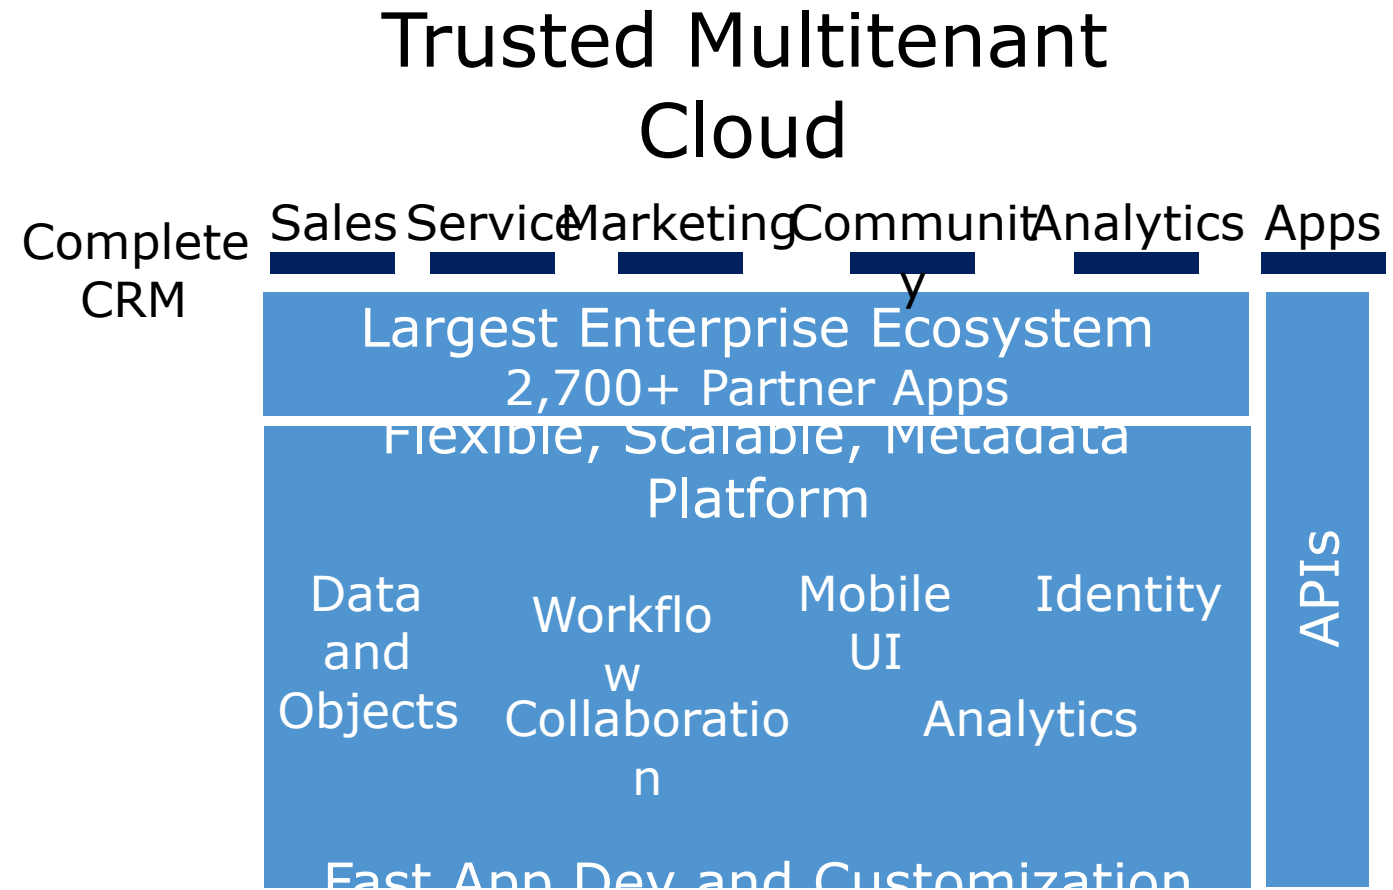 Trusted Multitenant
Cloud
Complete
CRM
Sales Service Marketing Communit Analytics Apps
y
Largest Enterprise Ecosystem
2,700+ Partner Apps
Flexible, Scalable, Metadata
Platform
Data
and
Objects
Workflo
w
Mobile
UI
Identity
Collaboratio
n
Analytics
Fast App Dev and Customization
APIs